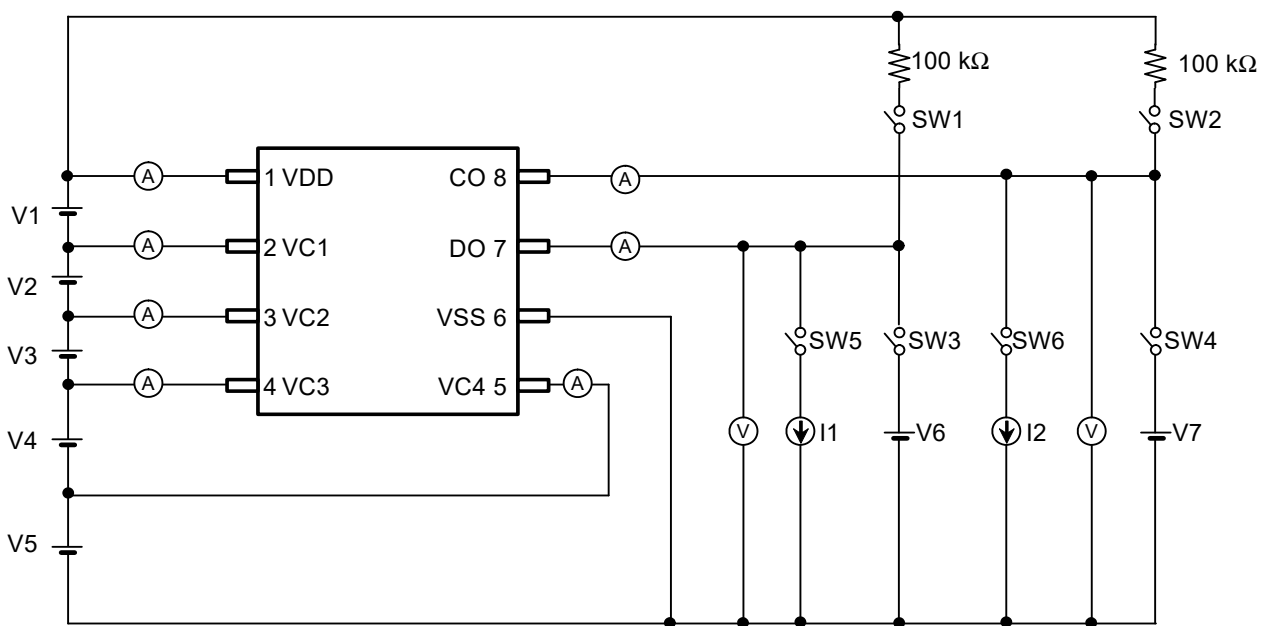 100 kΩ
100 kΩ
SW1
SW2
A
1 VDD
CO 8
A
V1
A
2 VC1
DO 7
A
V2
A
3 VC2
VSS 6
V3
SW5
SW3
SW6
SW4
A
4 VC3
VC4 5
A
V4
V
I1
V6
I2
V
V7
V5